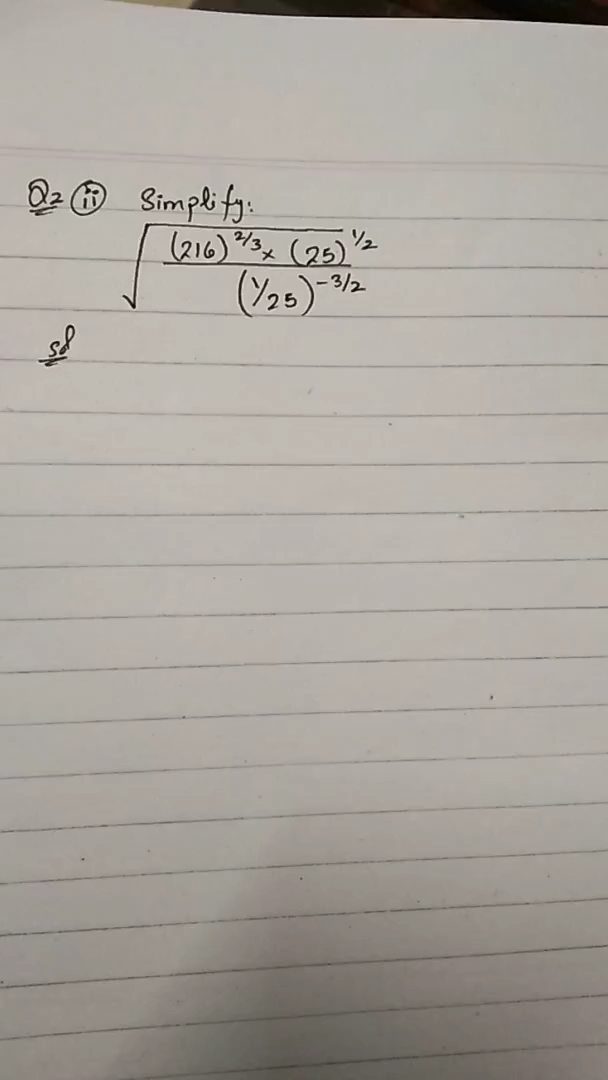 Q2 (ii) Simplify:
√((216)^2/3 × (25)^1/2 / (1/25)^-3/2)
Sol